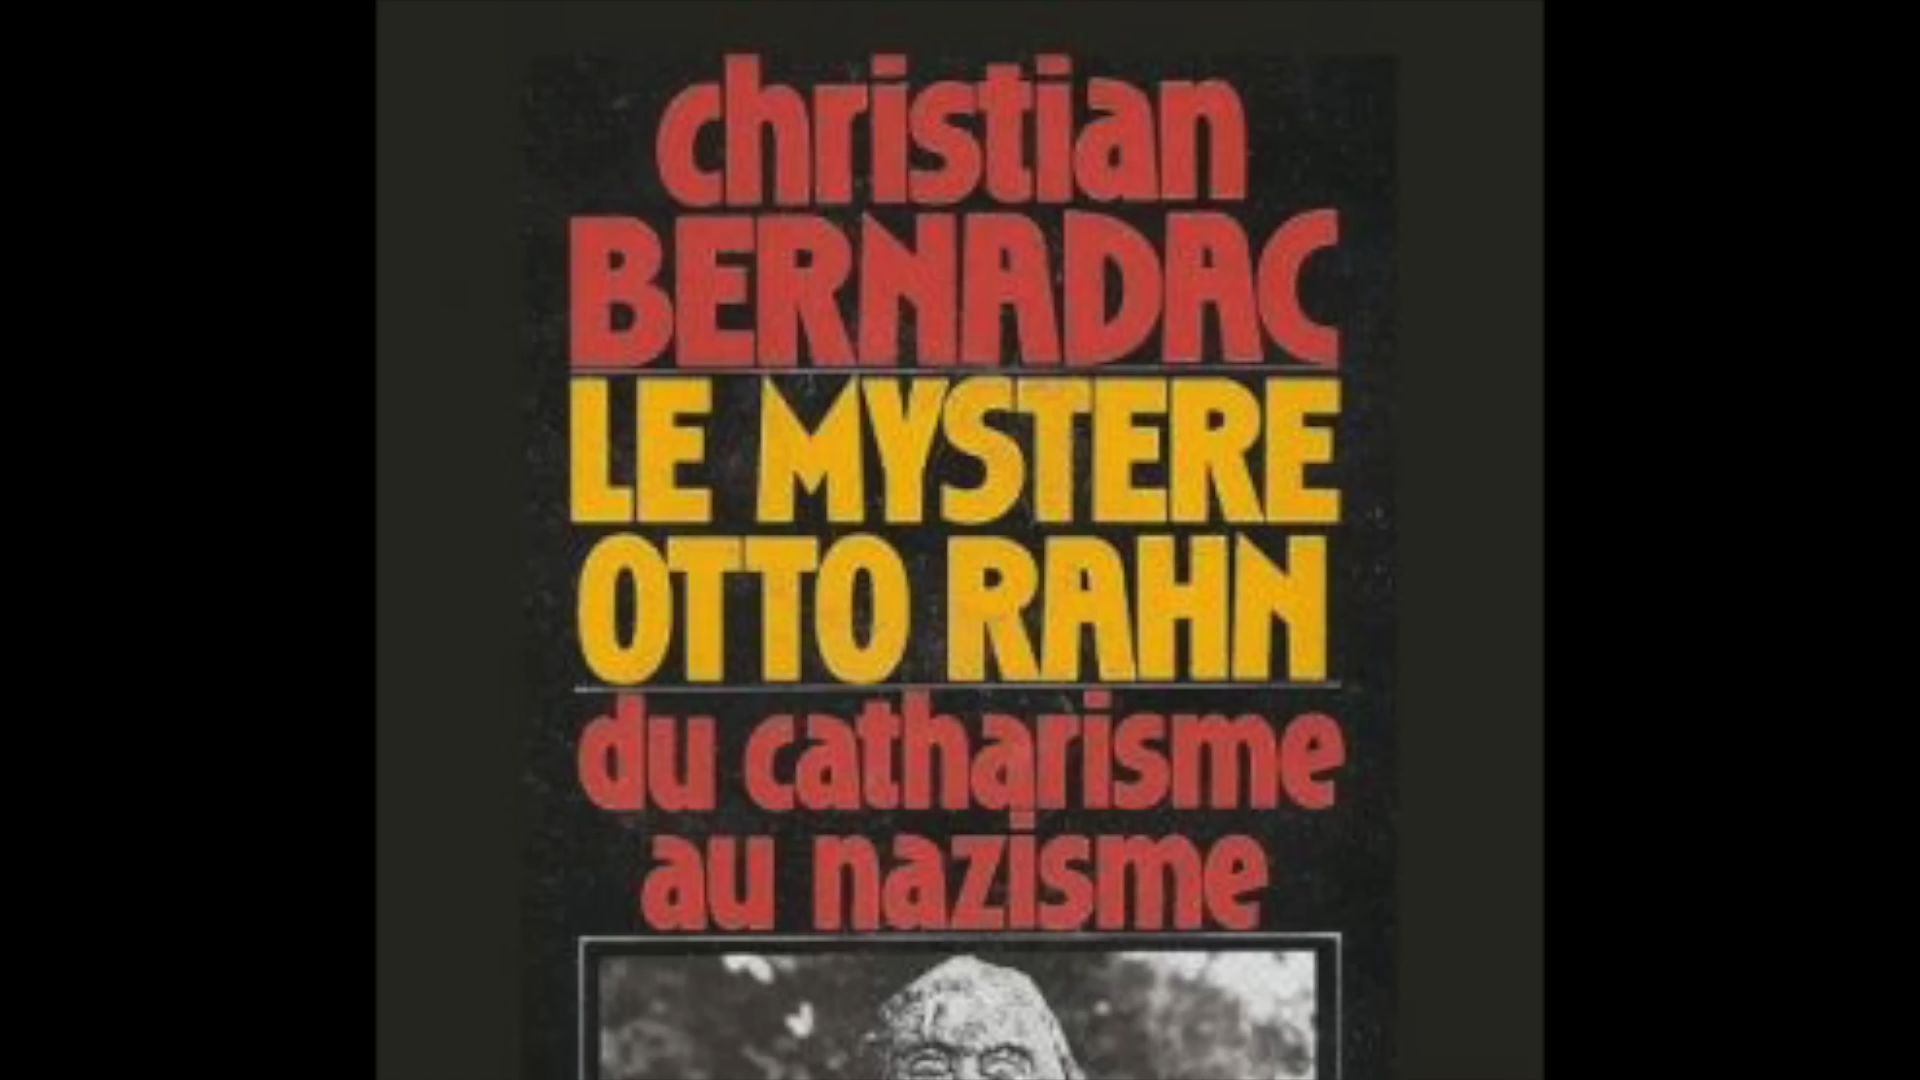 christian
BERNADAC
LE MYSTERE
OTTO RAHN
du catharisme
au nazisme